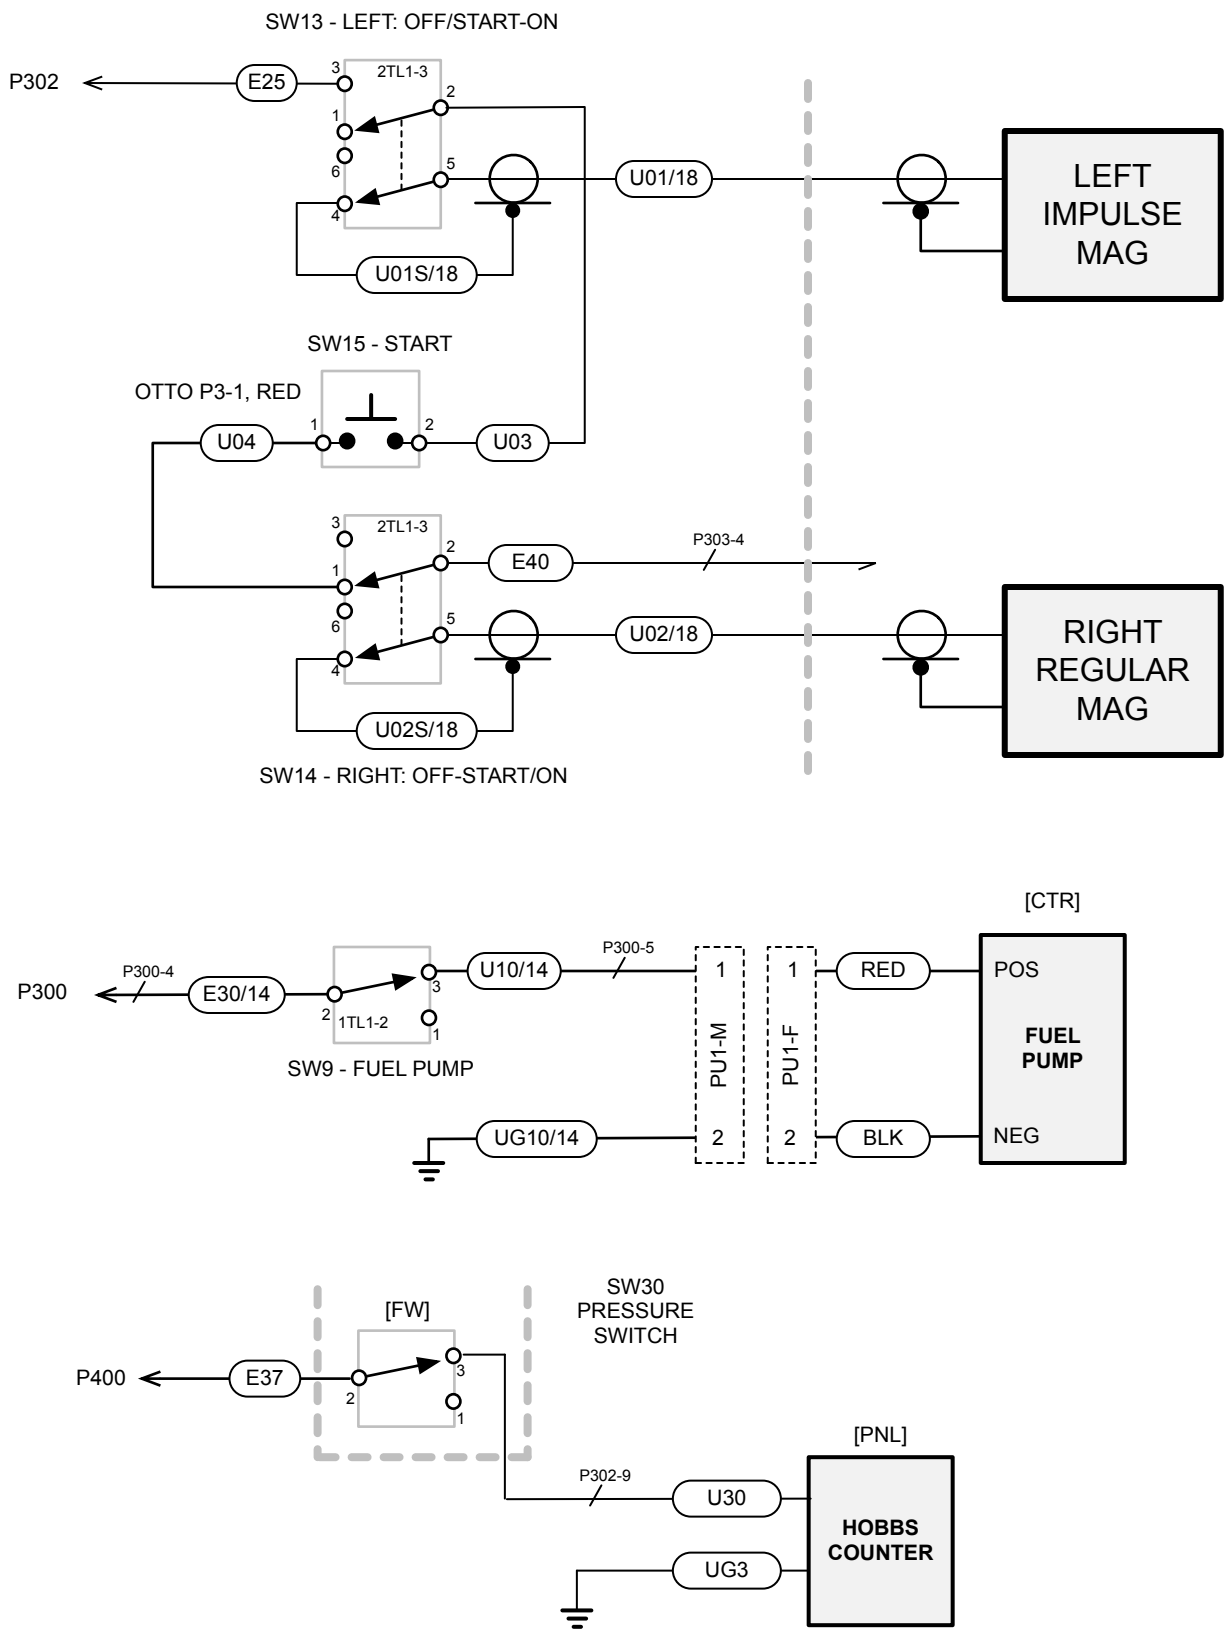 SW13 - LEFT: OFF/START-ON
P302
E25
3
2TL1-3
2
1
6
5
4
U01/18
U01S/18
LEFT
IMPULSE
MAG
SW15 - START
OTTO P3-1, RED
U04
1
2
U03
3
2TL1-3
2
E40
P303-4
1
6
5
4
U02/18
U02S/18
RIGHT
REGULAR
MAG
SW14 - RIGHT: OFF-START/ON
[CTR]
P300
P300-4
E30/14
2
3
1TL1-2
1
U10/14
P300-5
1
PU1-M
2
1
PU1-F
2
RED
POS
FUEL
PUMP
SW9 - FUEL PUMP
UG10/14
BLK
NEG
SW30
PRESSURE
SWITCH
[FW]
P400
E37
2
3
1
[PNL]
P302-9
U30
HOBBS
COUNTER
UG3